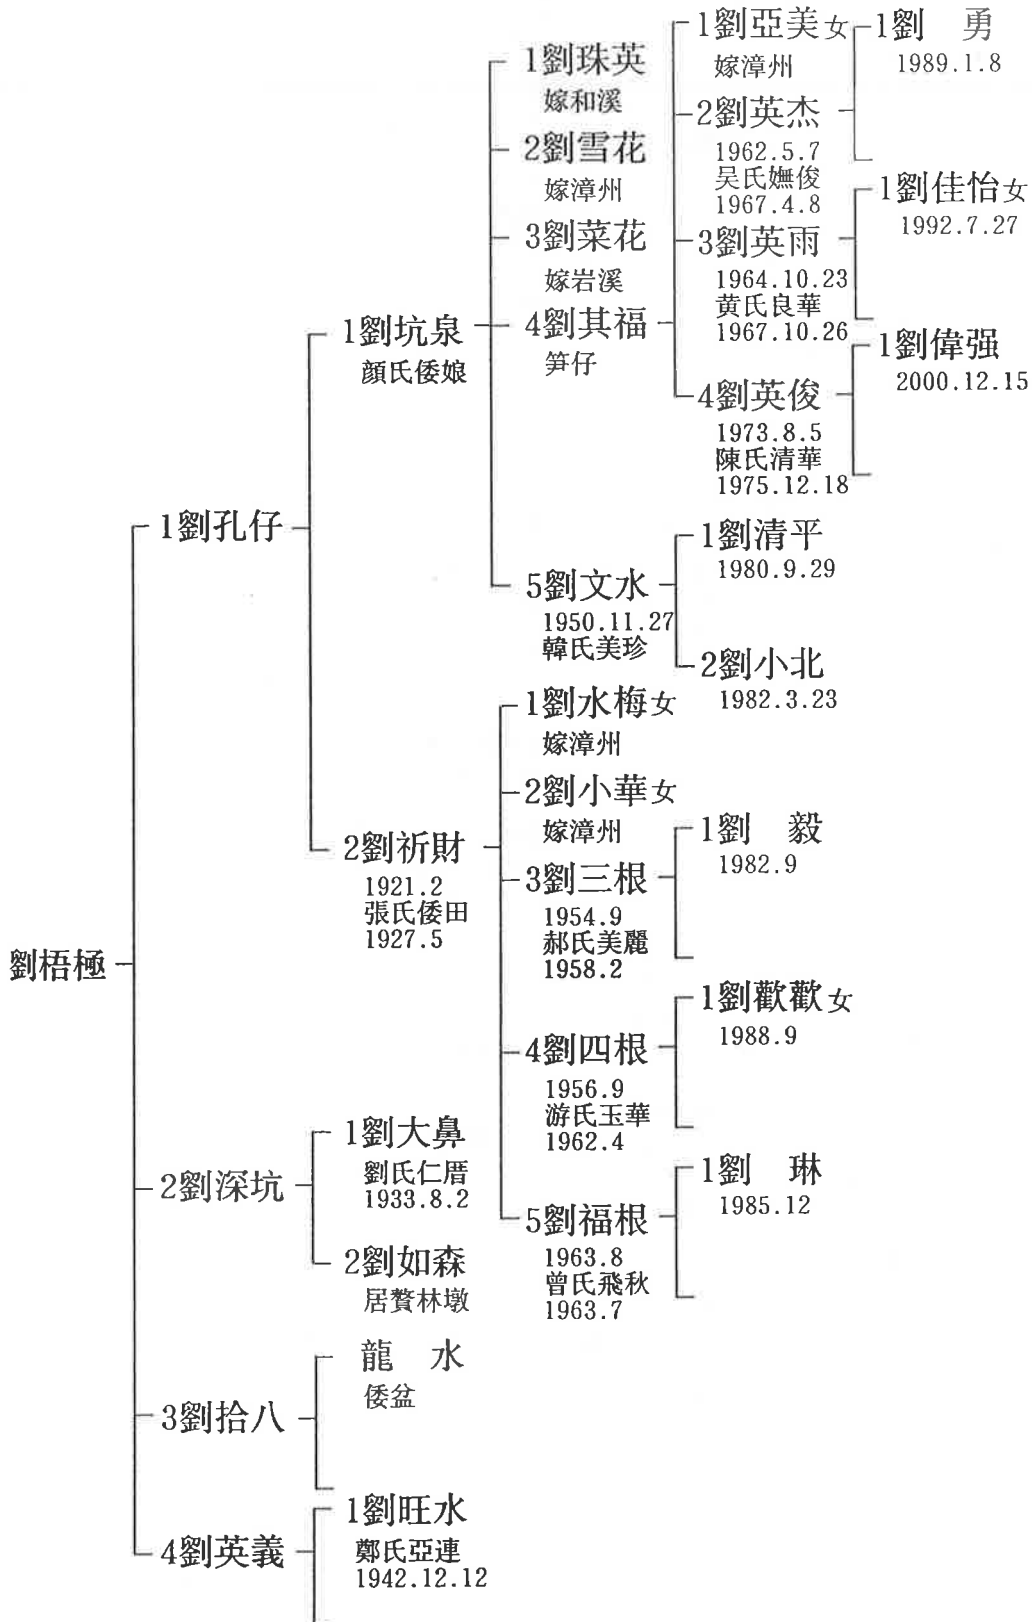 劉梧極
1劉孔仔
1劉坑泉
顔氏倭娘
1劉珠英
嫁和溪
2劉雪花
嫁漳州
3劉菜花
嫁岩溪
4劉其福
笋仔
1劉亞美女
嫁漳州
2劉英杰
1962.5.7
吴氏嫵俊
1967.4.8
1劉　勇
1989.1.8
3劉英雨
1964.10.23
黄氏良華
1967.10.26
1劉佳怡女
1992.7.27
4劉英俊
1973.8.5
陳氏清華
1975.12.18
1劉偉强
2000.12.15
5劉文水
1950.11.27
韓氏美珍
1劉清平
1980.9.29
2劉小北
1982.3.23
2劉祈財
1921.2
張氏倭田
1927.5
1劉水梅女
嫁漳州
2劉小華女
嫁漳州
3劉三根
1954.9
郝氏美麗
1958.2
1劉　毅
1982.9
4劉四根
1956.9
游氏玉華
1962.4
1劉歡歡女
1988.9
5劉福根
1963.8
曾氏飛秋
1963.7
1劉　琳
1985.12
2劉深坑
1劉大鼻
劉氏仁厝
1933.8.2
2劉如森
居贅林墩
3劉拾八
龍　水
倭盆
4劉英義
1劉旺水
鄭氏亞連
1942.12.12